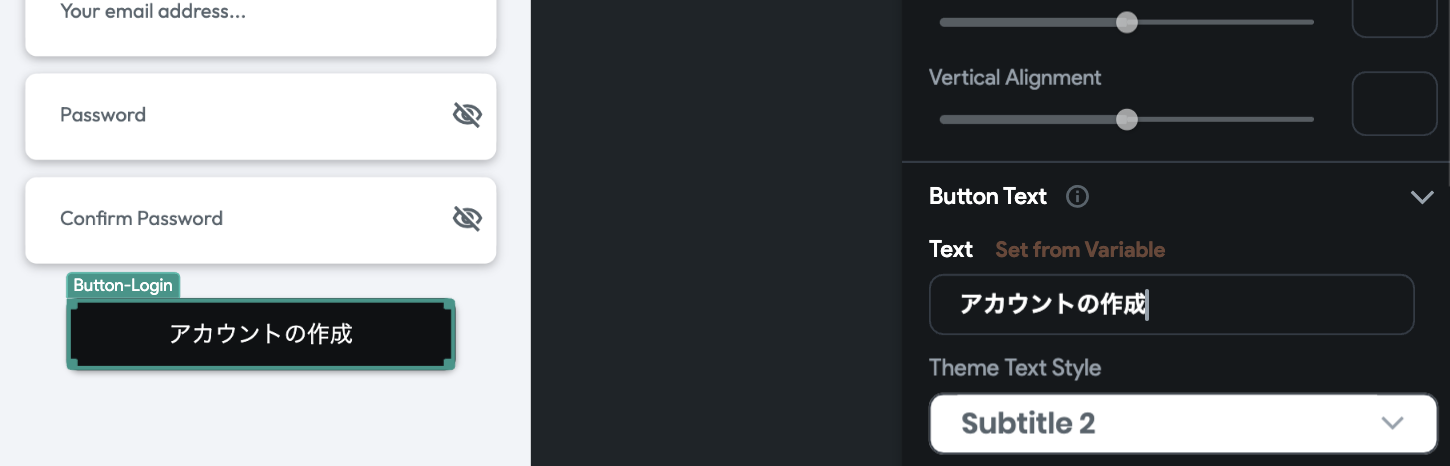 Your email address...
Password
Confirm Password
Button-Login
アカウントの作成
Vertical Alignment
Button Text
Text Set from Variable
アカウントの作成
Theme Text Style
Subtitle 2